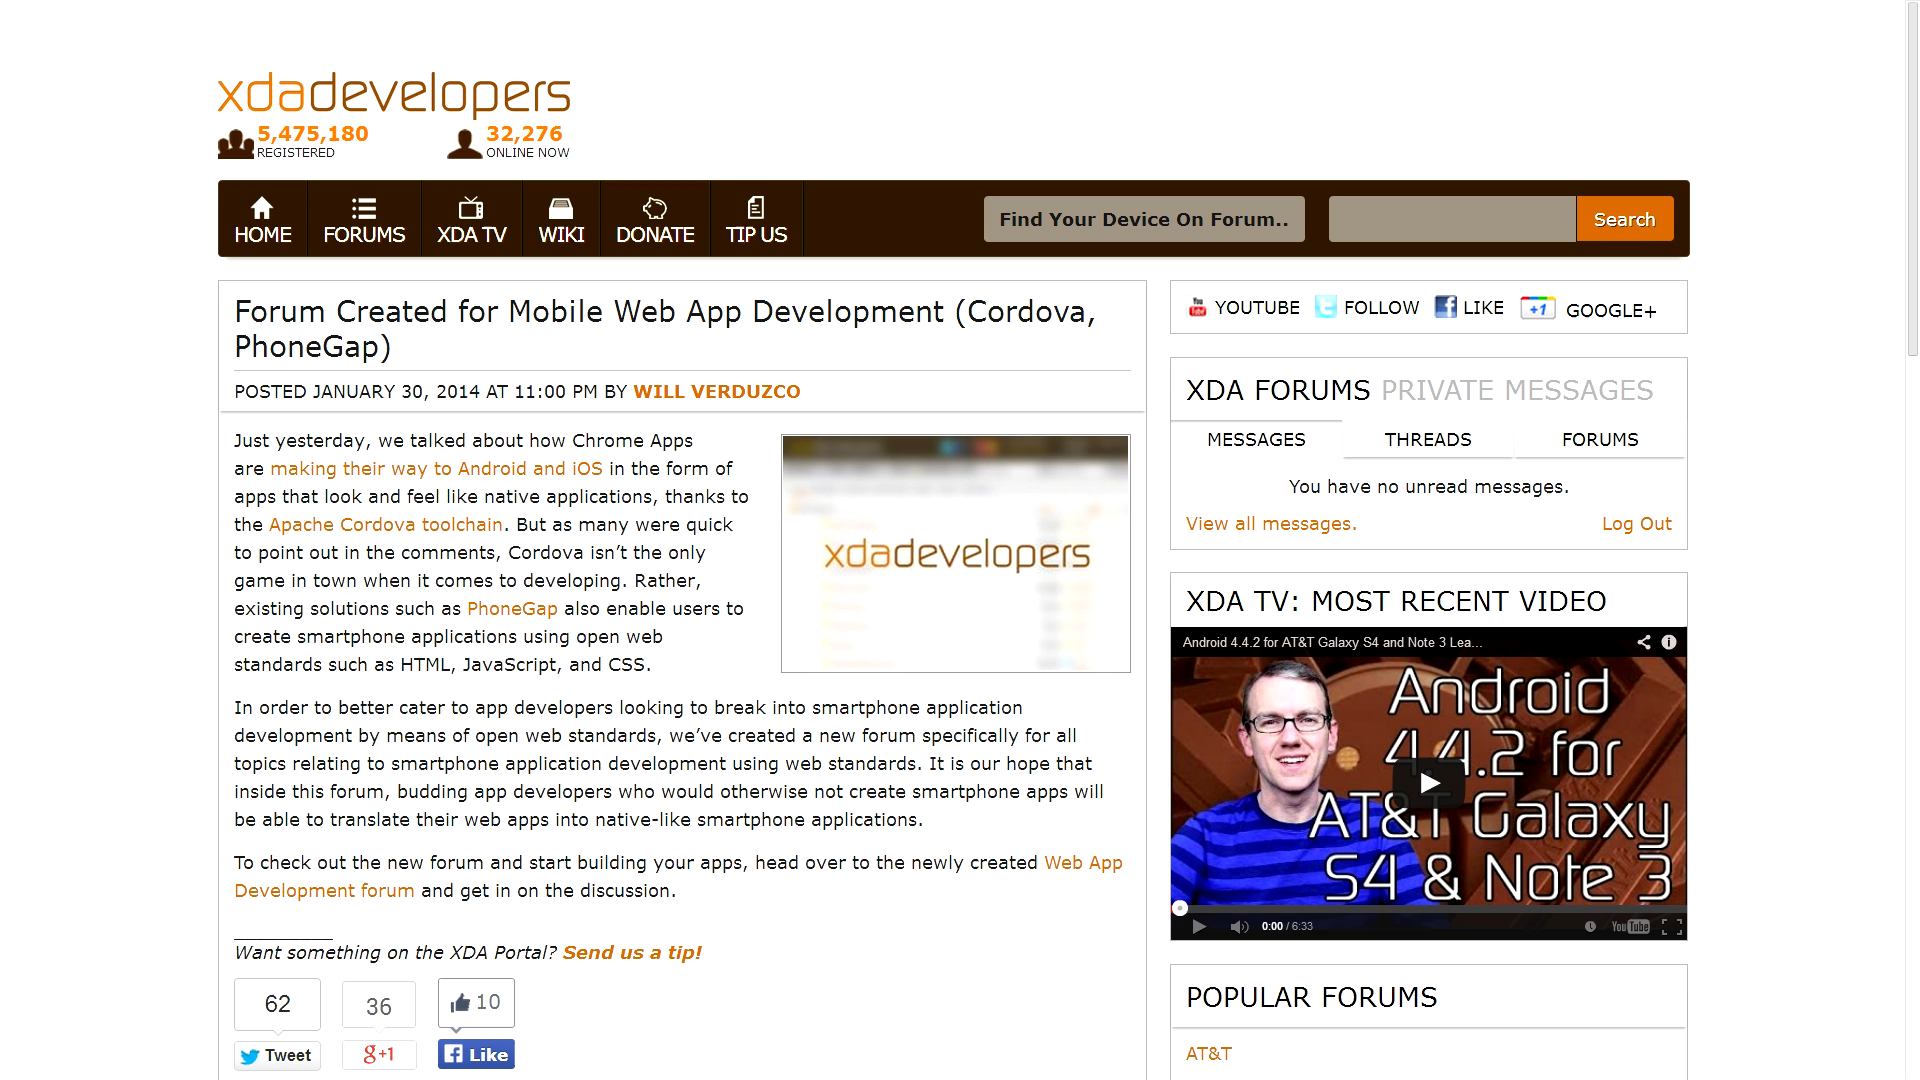 xdadevelopers
5,475,180
REGISTERED
32,276
ONLINE NOW
HOME
FORUMS
XDA TV
WIKI
DONATE
TIP US
Find Your Device On Forum..
Search
Forum Created for Mobile Web App Development (Cordova,
PhoneGap)
POSTED JANUARY 30, 2014 AT 11:00 PM BY WILL VERDUZCO
Just yesterday, we talked about how Chrome Apps
are making their way to Android and iOS in the form of
apps that look and feel like native applications, thanks to
the Apache Cordova toolchain. But as many were quick
to point out in the comments, Cordova isn’t the only
game in town when it comes to developing. Rather,
existing solutions such as PhoneGap also enable users to
create smartphone applications using open web
standards such as HTML, JavaScript, and CSS.
xdadevelopers
In order to better cater to app developers looking to break into smartphone application
development by means of open web standards, we’ve created a new forum specifically for all
topics relating to smartphone application development using web standards. It is our hope that
inside this forum, budding app developers who would otherwise not create smartphone apps will
be able to translate their web apps into native-like smartphone applications.
To check out the new forum and start building your apps, head over to the newly created Web App
Development forum and get in on the discussion.
Want something on the XDA Portal? Send us a tip!
62
36
10
Tweet
g+1
Like
YOUTUBE
FOLLOW
LIKE
+1
GOOGLE+
XDA FORUMS PRIVATE MESSAGES
MESSAGES
THREADS
FORUMS
You have no unread messages.
View all messages.
Log Out
XDA TV: MOST RECENT VIDEO
Android 4.4.2 for AT&T Galaxy S4 and Note 3 Lea...
Android
4.4.2 for
AT&T Galaxy
S4 & Note 3
0:00 / 6:33
YouTube
POPULAR FORUMS
AT&T